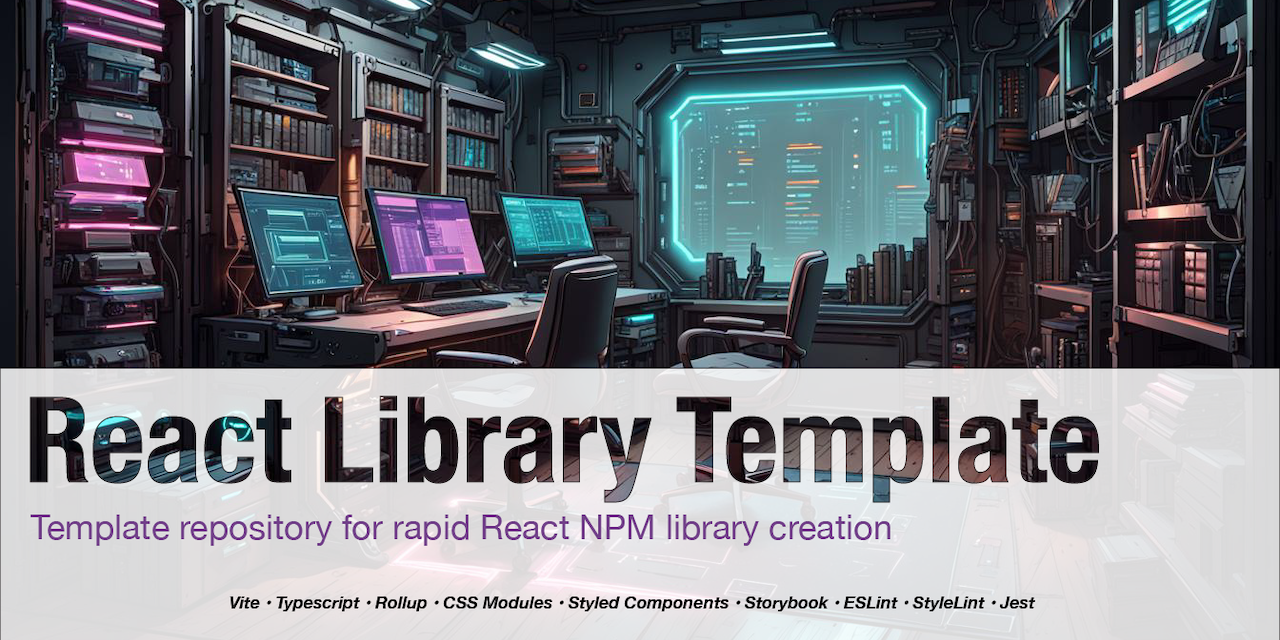 React Library Template
Template repository for rapid React NPM library creation
Vite • Typescript • Rollup • CSS Modules • Styled Components • Storybook • ESLint • StyleLint • Jest